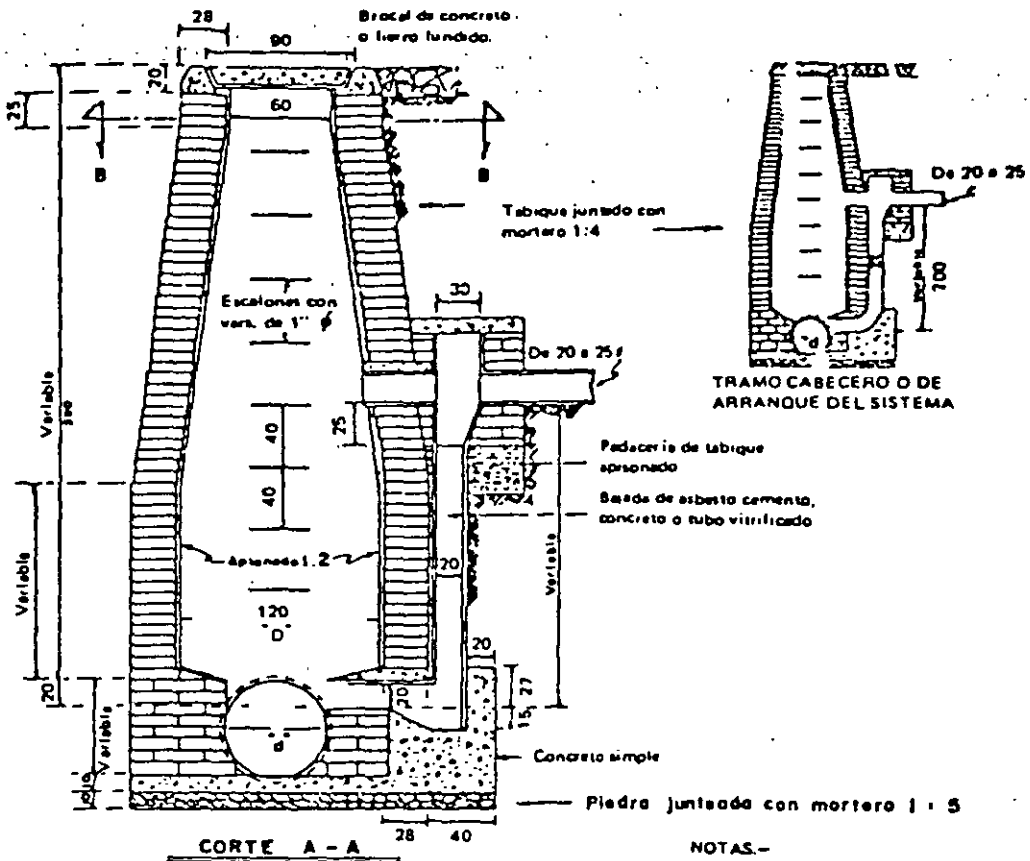 28
Brocal de concreto
o fierro fundido.
90
20
25
60
B
B
De 20 a 25
Tabique junteado con
mortero 1:4
Variable
200
Escalones con
vars. de 1" ø
30
De 20 a 25 ø
"d"
TRAMO CABECERO O DE
ARRANQUE DEL SISTEMA
Variable
25
40
40
Pedacería de tabique
apisonado
Bajada de asbesto cemento,
concreto o tubo vitrificado
Variable
Aplanado 1:2
20
Variable
120
"D"
20
20
20
27
15
Variable
"d"
Concreto simple
Piedra junteada con mortero 1:5
28
40
CORTE A-A
NOTAS.-